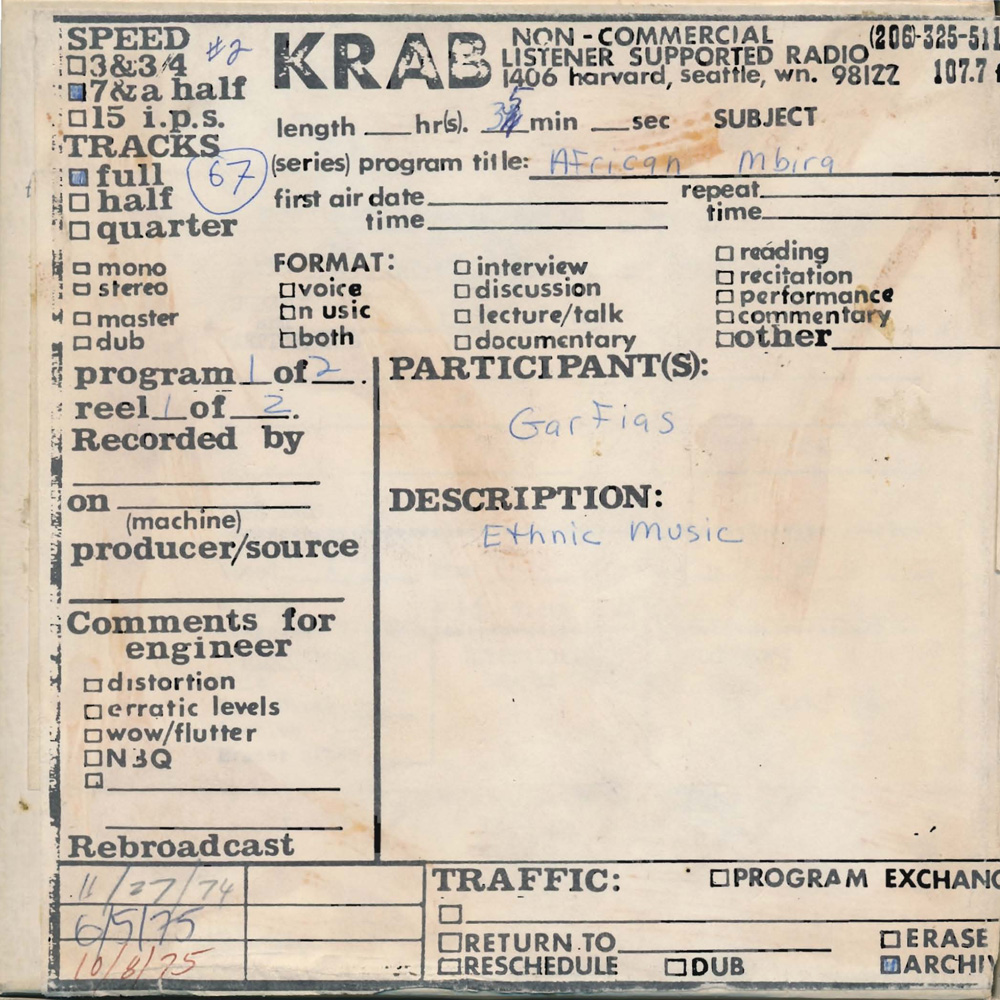 SPEED #2
☐3&3/4
☑7&a half
☐15 i.p.s.
TRACKS
☑full
☐half
☐quarter
67
KRAB
NON-COMMERCIAL (206-325-511
LISTENER SUPPORTED RADIO
1406 harvard, seattle, wn. 98122 107.7 f
length ___ hr(s). 35 min ___ sec SUBJECT
(series) program title: African Mbira
first air date
time
repeat
time
☐mono
☐stereo
☐master
☐dub
FORMAT:
☐voice
☐n usic
☐both
☐interview
☐discussion
☐lecture/talk
☐documentary
☐reading
☐recitation
☐performance
☐commentary
☐other
program 1 of 2.
reel 1 of 2.
Recorded by
on
(machine)
producer/source
Comments for
engineer
☐distortion
☐erratic levels
☐wow/flutter
☐N3Q
☐
Rebroadcast
11/27/74
6/5/75
10/8/75
PARTICIPANT(S):
Garfias
DESCRIPTION:
Ethnic Music
TRAFFIC: ☐PROGRAM EXCHANG
☐
☐RETURN TO ☐ERASE
☐RESCHEDULE ☐DUB ☑ARCHIV